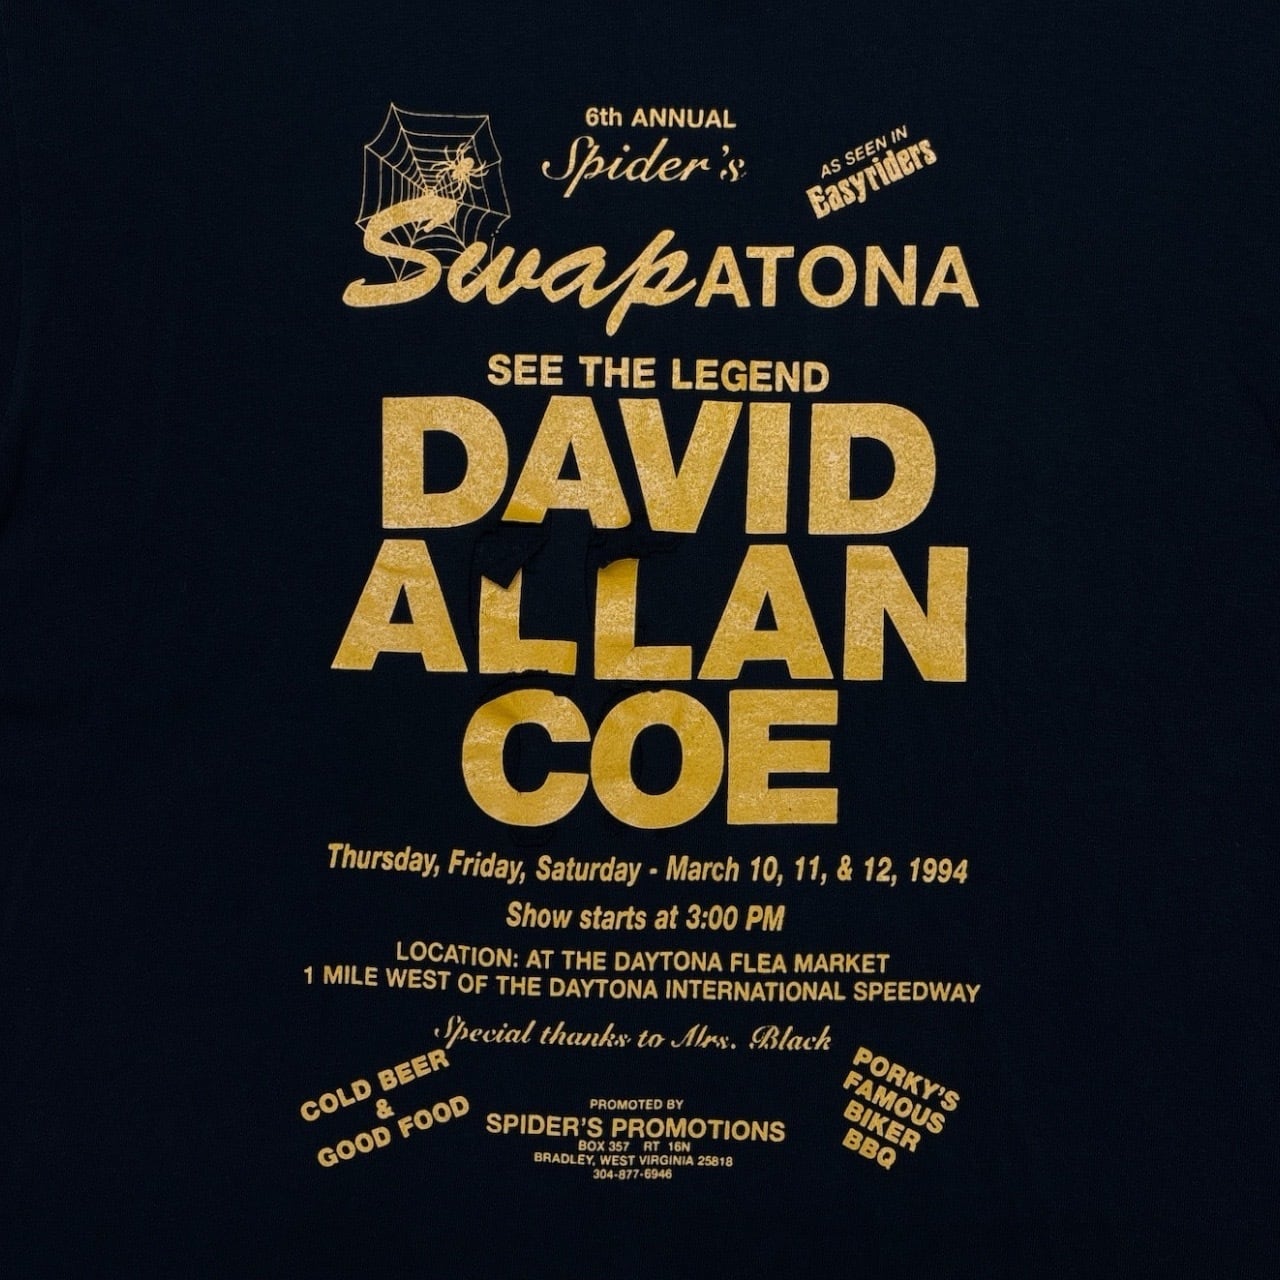 6th ANNUAL
Spider's
AS SEEN IN
Easyriders
SwapATONA
SEE THE LEGEND
DAVID
ALLAN
COE
Thursday, Friday, Saturday - March 10, 11, & 12, 1994
Show starts at 3:00 PM
LOCATION: AT THE DAYTONA FLEA MARKET
1 MILE WEST OF THE DAYTONA INTERNATIONAL SPEEDWAY
Special thanks to Mrs. Black
COLD BEER
&
GOOD FOOD
PROMOTED BY
SPIDER'S PROMOTIONS
BOX 357 RT 16N
BRADLEY, WEST VIRGINIA 25818
304-877-6946
PORKY'S
FAMOUS
BIKER
BBQ